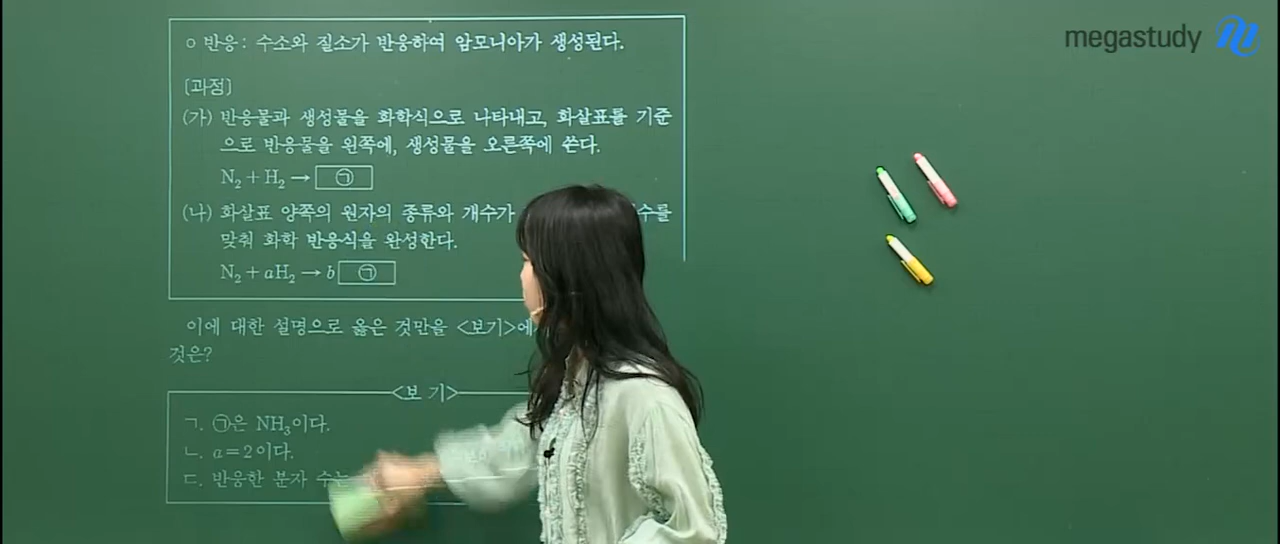 megastudy
ㅇ 반응: 수소와 질소가 반응하여 암모니아가 생성된다.
[과정]
(가) 반응물과 생성물을 화학식으로 나타내고, 화살표를 기준
으로 반응물을 왼쪽에, 생성물을 오른쪽에 쓴다.
N₂ + H₂ → ㉠
(나) 화살표 양쪽의 원자의 종류와 개수가
맞춰 화학 반응식을 완성한다.
N₂ + aH₂ → b ㉠
이에 대한 설명으로 옳은 것만을 <보기>에
것은?
<보 기>
ㄱ. ㉠은 NH₃이다.
ㄴ. a=2이다.
ㄷ. 반응한 분자 수는